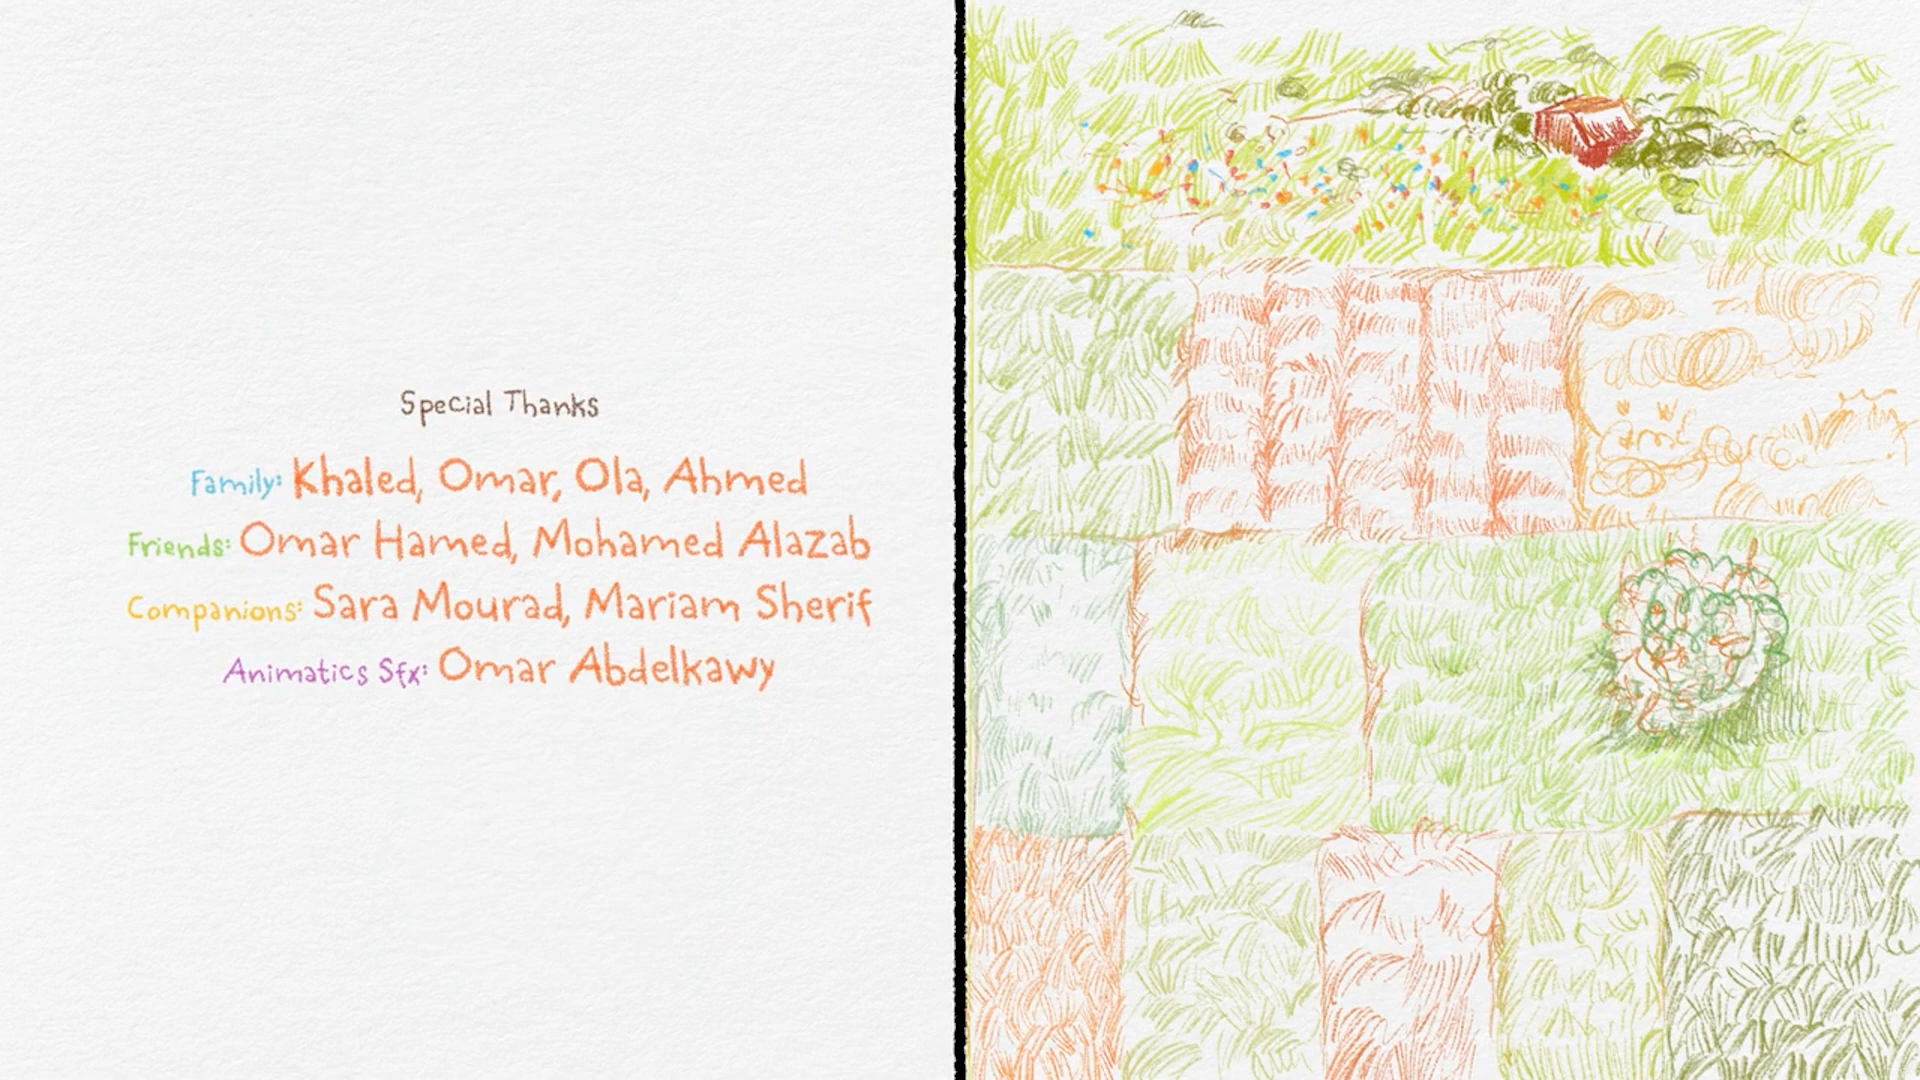 Special Thanks
Family: Khaled, Omar, Ola, Ahmed
Friends: Omar Hamed, Mohamed Alazab
Companions: Sara Mourad, Mariam Sherif
Animatics Sfx: Omar Abdelkawy